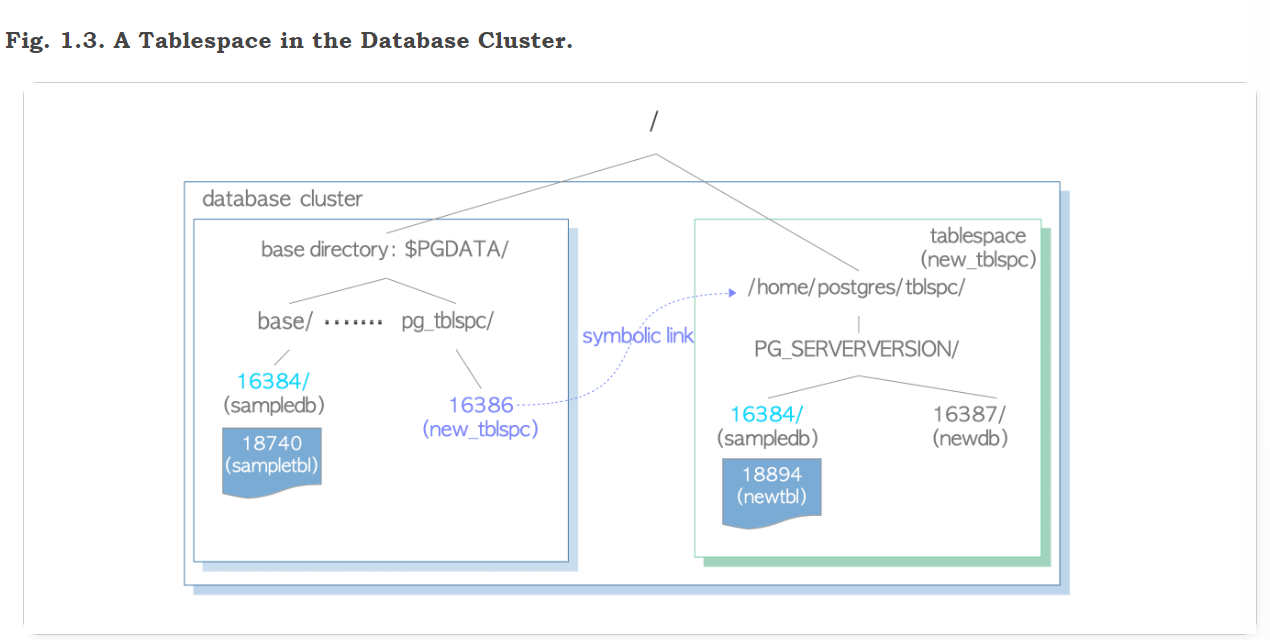 Fig. 1.3. A Tablespace in the Database Cluster.
/
database cluster
base directory: $PGDATA/
base/ ······· pg_tblspc/
16384/
(sampledb)
18740
(sampletbl)
16386
(new_tblspc)
symbolic link
tablespace
(new_tblspc)
/home/postgres/tblspc/
PG_SERVERVERSION/
16384/
(sampledb)
18894
(newtbl)
16387/
(newdb)